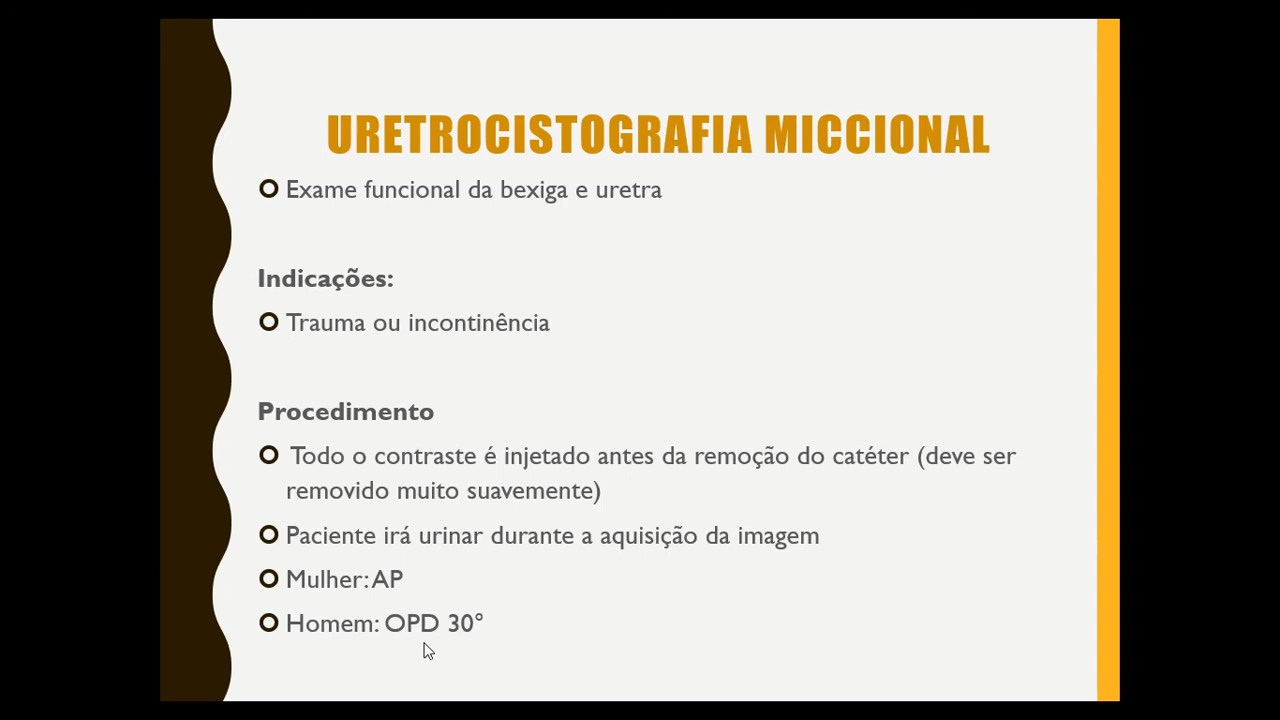 URETROCISTOGRAFIA MICCIONAL
Exame funcional da bexiga e uretra
Indicações:
Trauma ou incontinência
Procedimento
Todo o contraste é injetado antes da remoção do catéter (deve ser
removido muito suavemente)
Paciente irá urinar durante a aquisição da imagem
Mulher: AP
Homem: OPD 30°